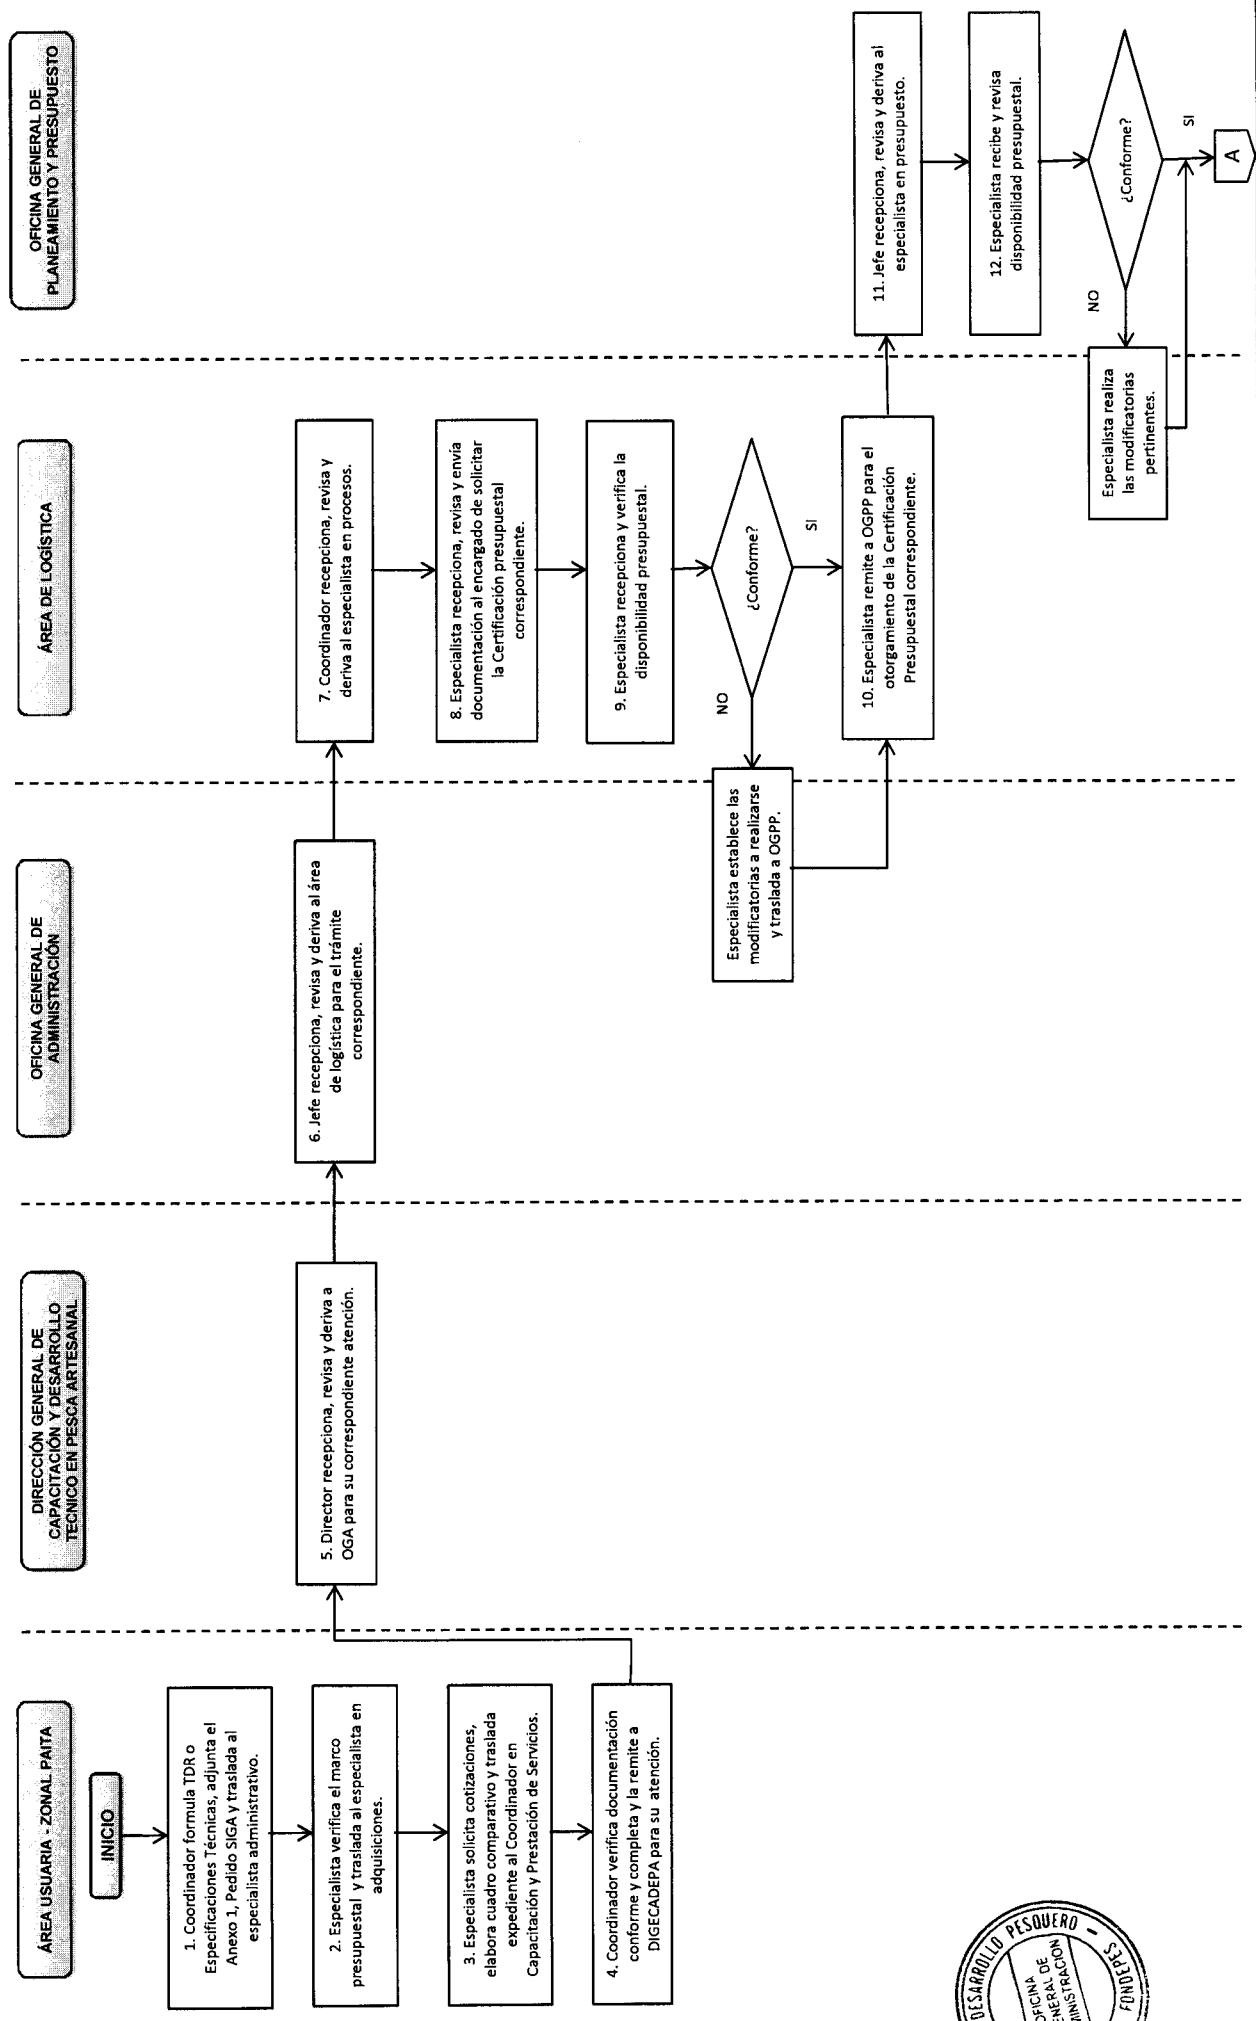 ÁREA USUARIA - ZONAL PAITA
INICIO
1. Coordinador formula TDR o
Especificaciones Técnicas, adjunta el
Anexo 1, Pedido SIGA y traslada al
especialista administrativo.
2. Especialista verifica el marco
presupuestal y traslada al especialista en
adquisiciones.
3. Especialista solicita cotizaciones,
elabora cuadro comparativo y traslada
expediente al Coordinador en
Capacitación y Prestación de Servicios.
4. Coordinador verifica documentación
conforme y completa y la remite a
DIGECADEPA para su atención.
DIRECCIÓN GENERAL DE
CAPACITACIÓN Y DESARROLLO
TECNICO EN PESCA ARTESANAL
5. Director recepciona, revisa y deriva a
OGA para su correspondiente atención.
OFICINA GENERAL DE
ADMINISTRACIÓN
6. Jefe recepciona, revisa y deriva al área
de logística para el trámite
correspondiente.
Especialista establece las
modificatorias a realizarse
y traslada a OGPP.
ÁREA DE LOGÍSTICA
7. Coordinador recepciona, revisa y
deriva al especialista en procesos.
8. Especialista recepciona, revisa y envía
documentación al encargado de solicitar
la Certificación presupuestal
correspondiente.
9. Especialista recepciona y verifica la
disponibilidad presupuestal.
¿Conforme?
NO
SI
10. Especialista remite a OGPP para el
otorgamiento de la Certificación
Presupuestal correspondiente.
OFICINA GENERAL DE
PLANEAMIENTO Y PRESUPUESTO
11. Jefe recepciona, revisa y deriva al
especialista en presupuesto.
12. Especialista recibe y revisa
disponibilidad presupuestal.
¿Conforme?
NO
SI
Especialista realiza
las modificatorias
pertinentes.
A
DESARROLLO PESQUERO – FONDEPES